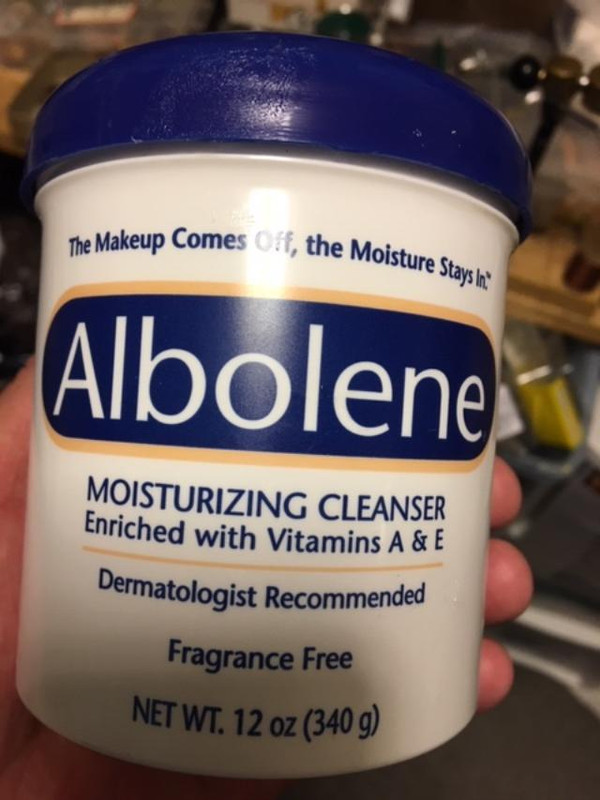 The Makeup Comes Off, the Moisture Stays In.™
Albolene
MOISTURIZING CLEANSER
Enriched with Vitamins A & E
Dermatologist Recommended
Fragrance Free
NET WT. 12 oz (340 g)